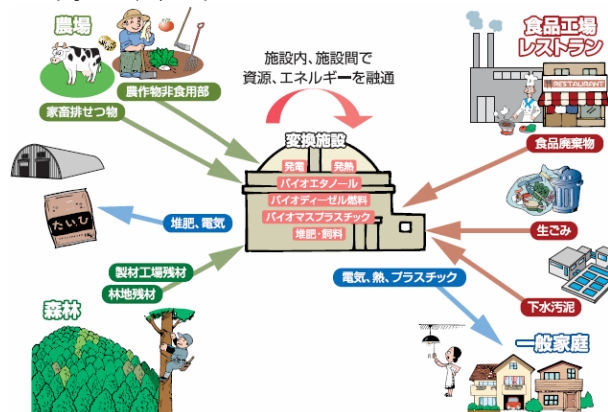 農場
食品工場
レストラン
施設内、施設間で
資源、エネルギーを融通
RESTAURANT
農作物非食用部
家畜排せつ物
変換施設
発電
発熱
食品廃棄物
バイオエタノール
バイオディーゼル燃料
バイオマスプラスチック
堆肥・飼料
たいひ
堆肥、電気
生ごみ
製材工場残材
林地残材
電気、熱、プラスチック
下水汚泥
森林
一般家庭